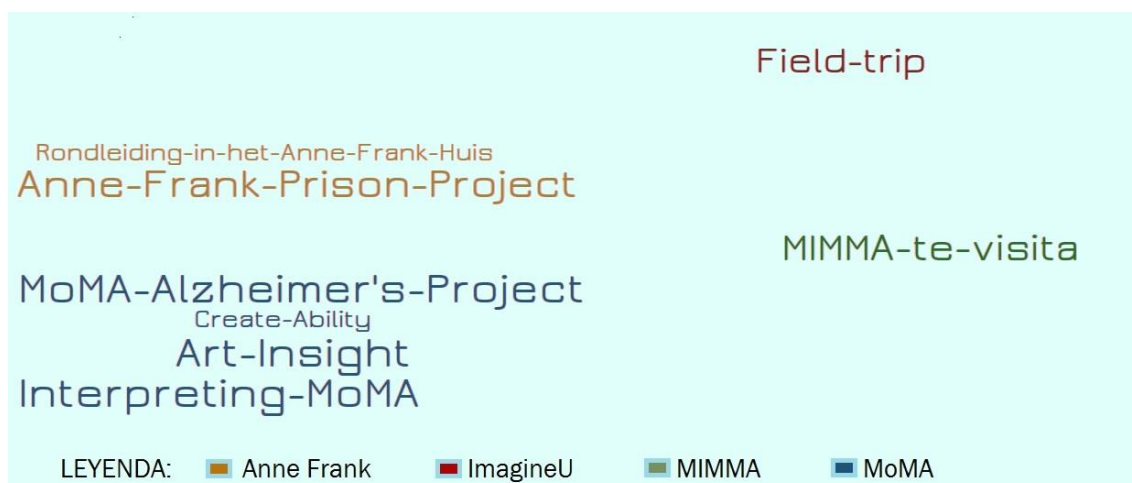 Field-trip
Rondleiding-in-het-Anne-Frank-Huis
Anne-Frank-Prison-Project
MIMMA-te-visita
MoMA-Alzheimer's-Project
Create-Ability
Art-Insight
Interpreting-MoMA
LEYENDA: Anne Frank ImagineU MIMMA MoMA